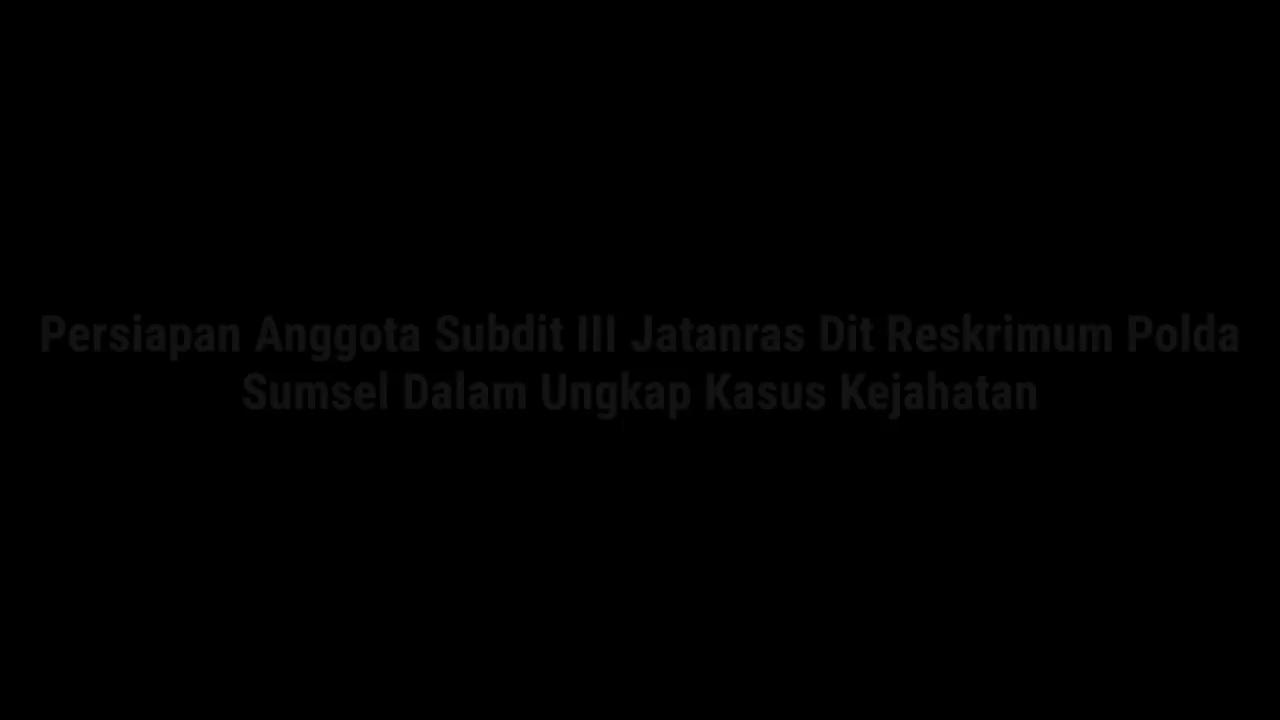 Persiapan Anggota Subdit III Jatanras Dit Reskrimum Polda
Sumsel Dalam Ungkap Kasus Kejahatan